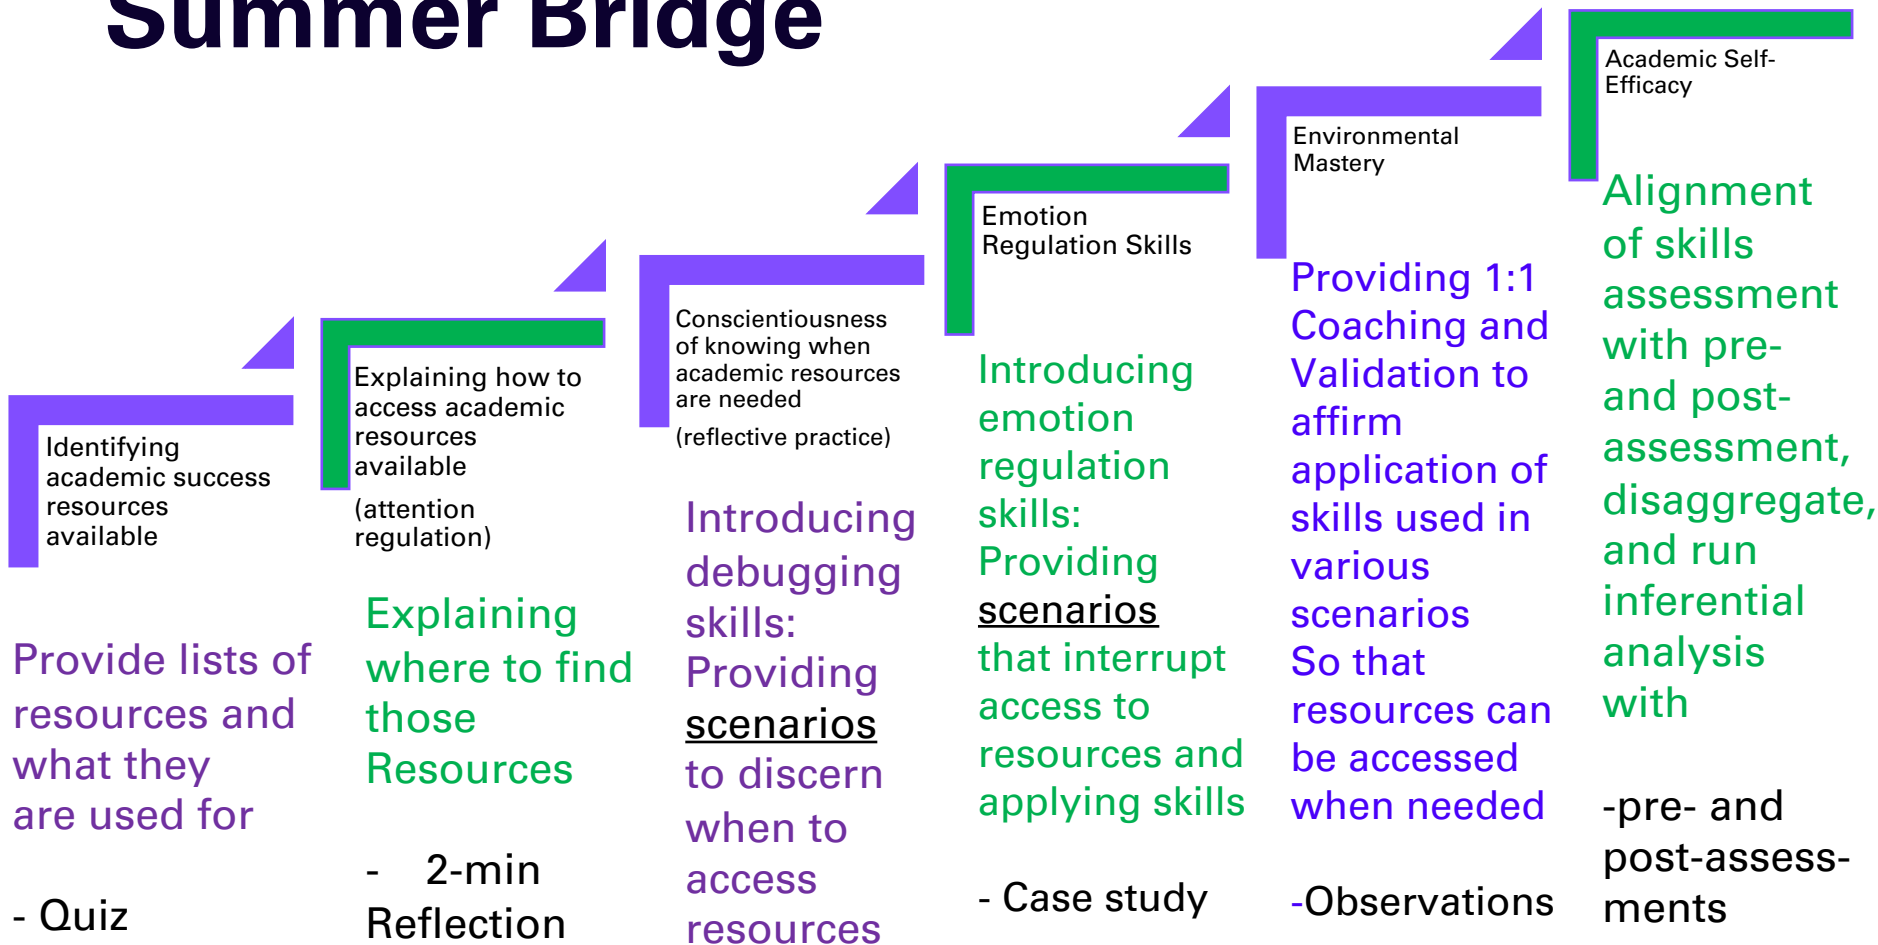 Summer Bridge
Identifying
academic success
resources
available
Provide lists of
resources and
what they
are used for
- Quiz
Explaining how to
access academic
resources
available
(attention
regulation)
Explaining
where to find
those
Resources
- 2-min
Reflection
Conscientiousness
of knowing when
academic resources
are needed
(reflective practice)
Introducing
debugging
skills:
Providing
scenarios
to discern
when to
access
resources
Emotion
Regulation Skills
Introducing
emotion
regulation
skills:
Providing
scenarios
that interrupt
access to
resources and
applying skills
- Case study
Environmental
Mastery
Providing 1:1
Coaching and
Validation to
affirm
application of
skills used in
various
scenarios
So that
resources can
be accessed
when needed
-Observations
Academic Self-
Efficacy
Alignment
of skills
assessment
with pre-
and post-
assessment,
disaggregate,
and run
inferential
analysis
with
-pre- and
post-assess-
ments